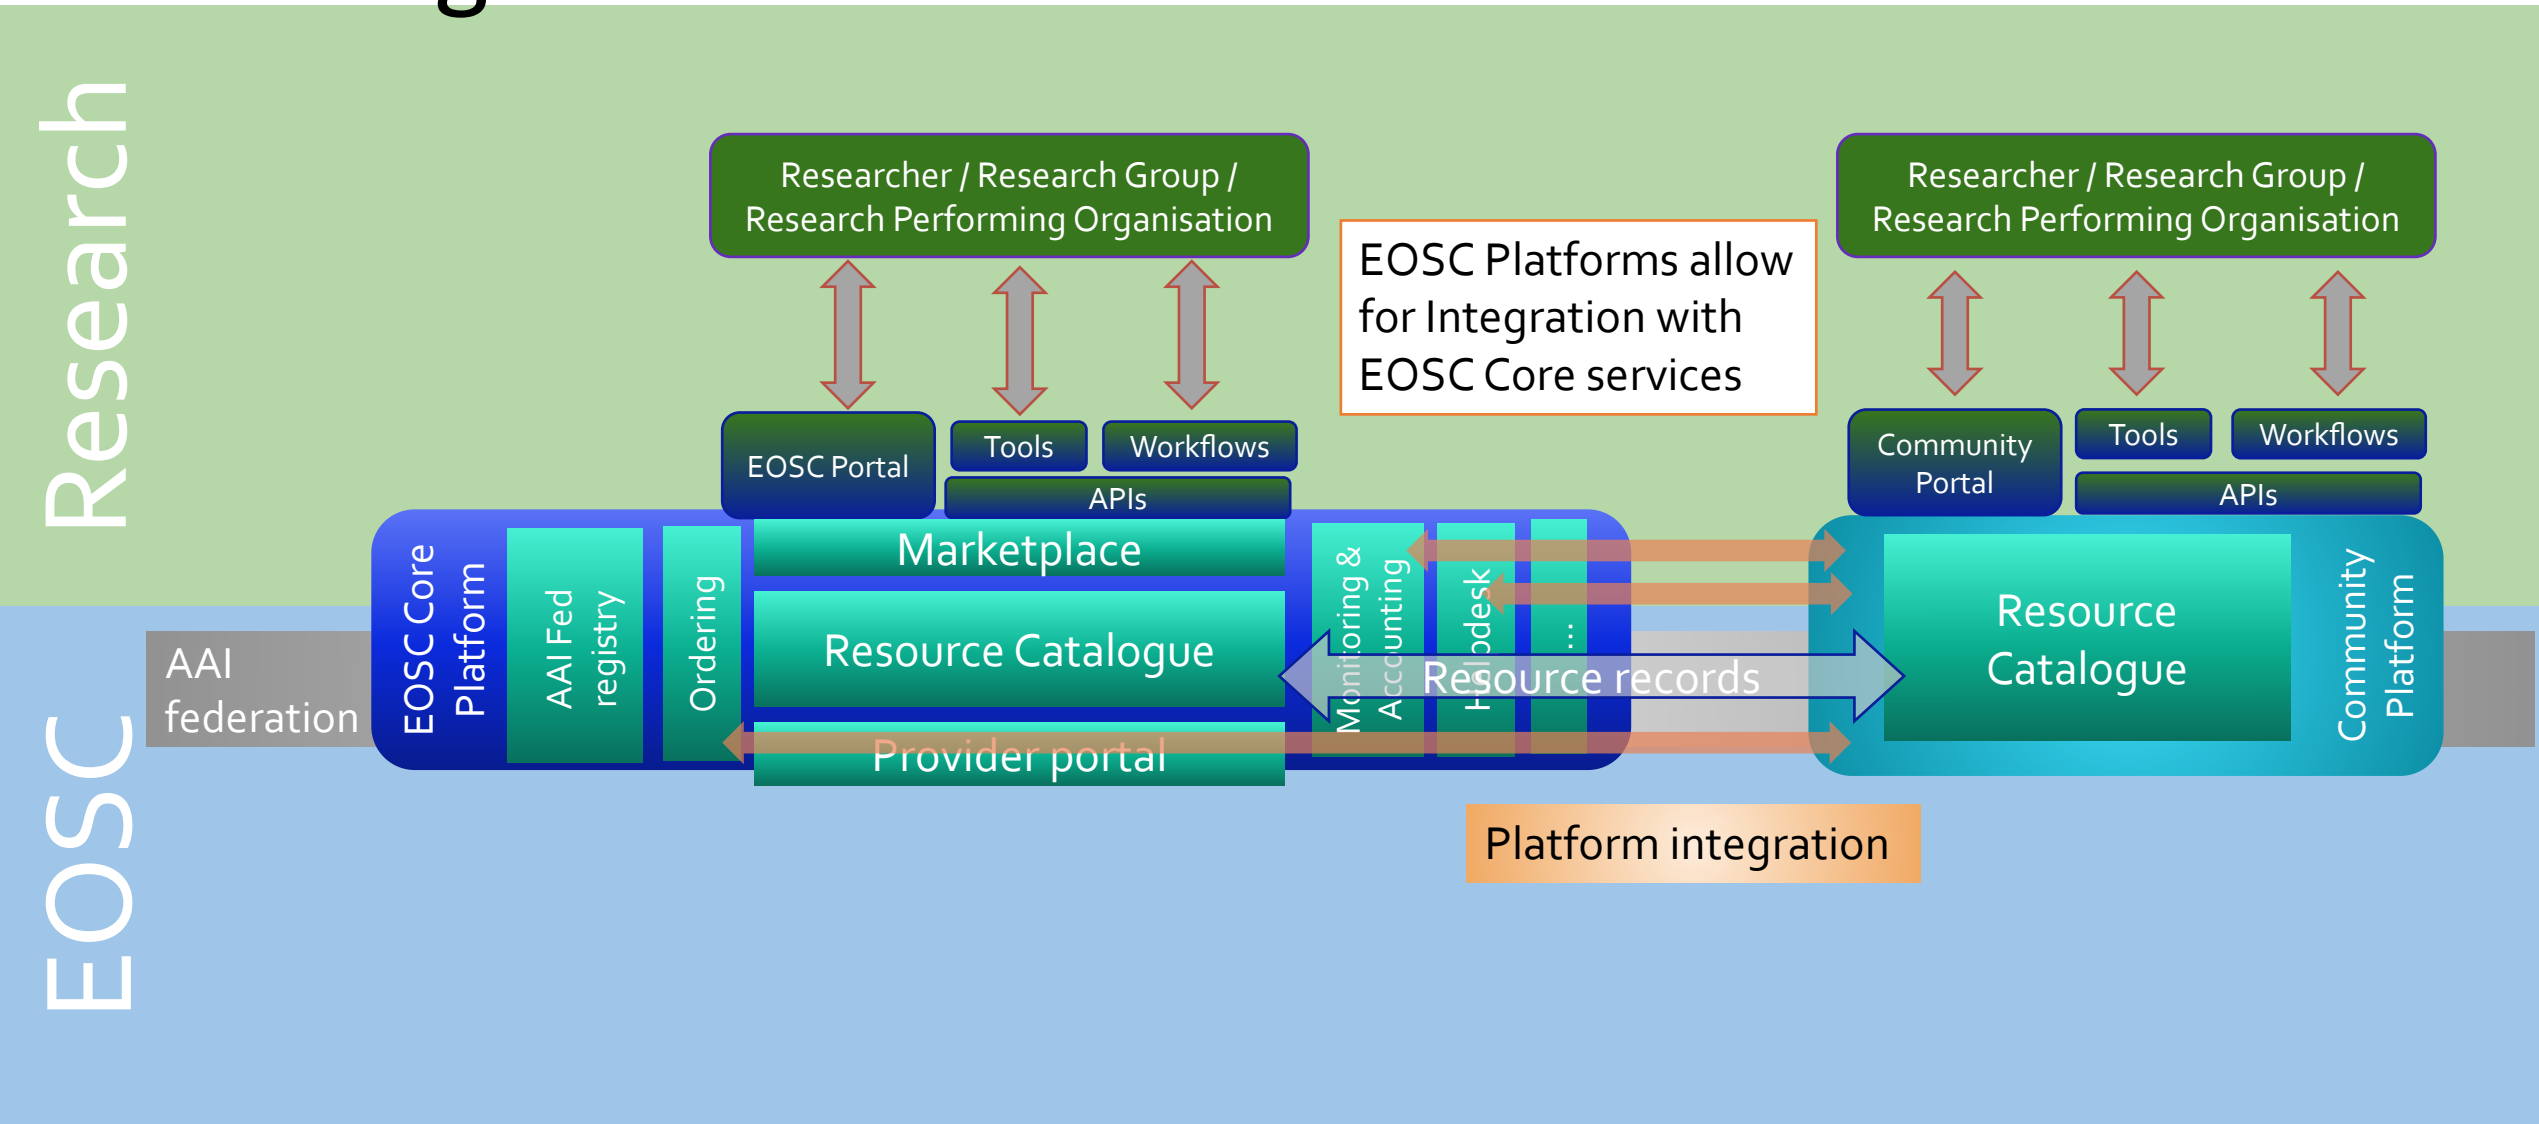 Research
EOSC
Researcher / Research Group /
Research Performing Organisation
Researcher / Research Group /
Research Performing Organisation
EOSC Platforms allow
for Integration with
EOSC Core services
EOSC Portal
Tools
Workflows
APIs
Community
Portal
Tools
Workflows
APIs
AAI
federation
EOSC Core
Platform
AAI Fed
registry
Ordering
Marketplace
Resource Catalogue
Provider portal
Monitoring &
Accounting
Helpdesk
...
Resource records
Resource
Catalogue
Community
Platform
Platform integration